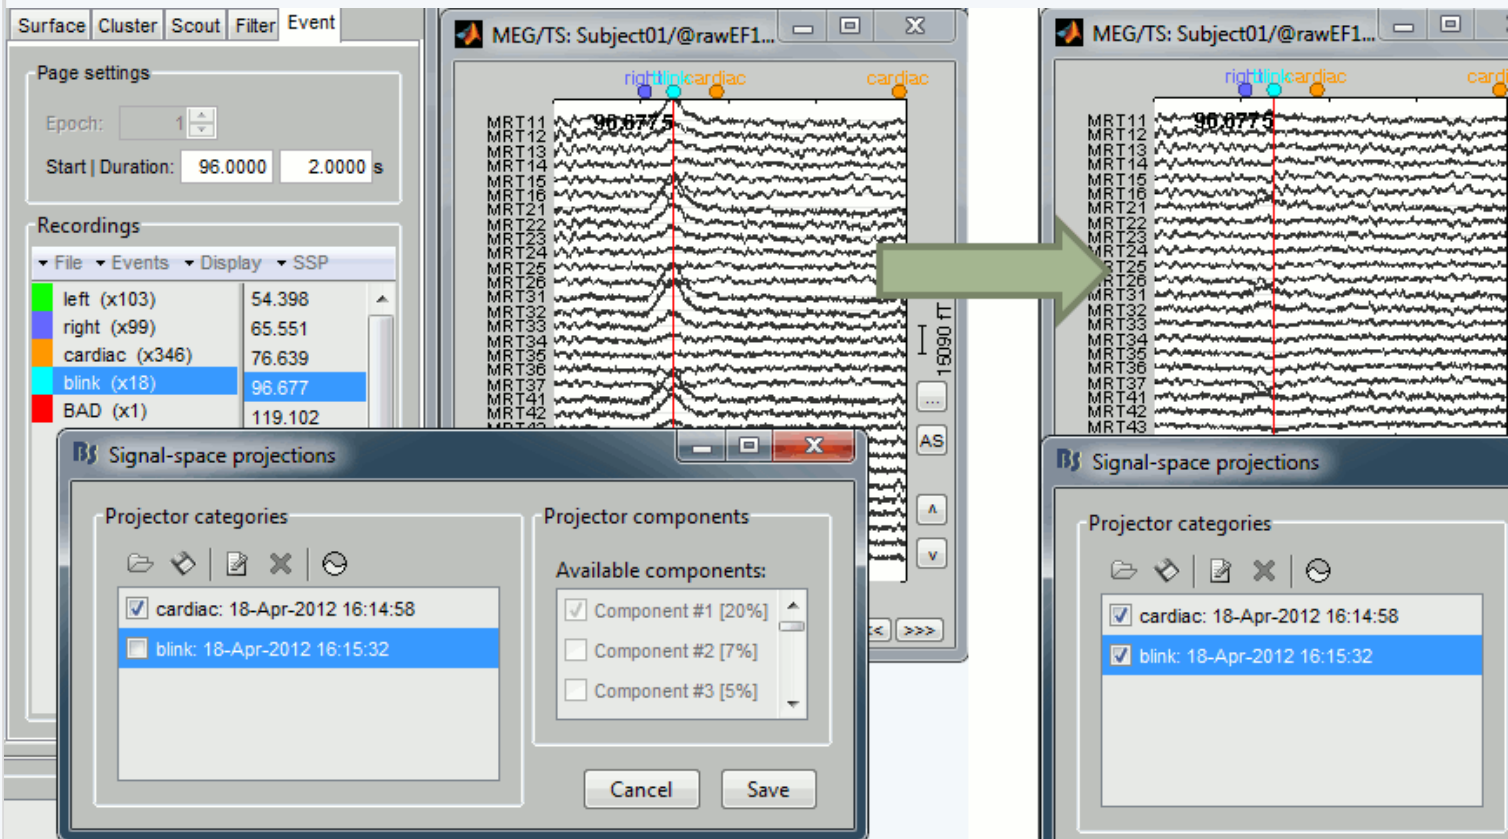 Surface Cluster Scout Filter Event
Page settings
Epoch: 1
Start | Duration: 96.0000 2.0000 s
Recordings
File Events Display SSP
left (x103) 54.398
right (x99) 65.551
cardiac (x346) 76.639
blink (x18) 96.677
BAD (x1) 119.102
MEG/TS: Subject01/@rawEF1...
right blink cardiac cardiac
96.6775
MRT11
MRT12
MRT13
MRT14
MRT15
MRT16
MRT21
MRT22
MRT23
MRT24
MRT25
MRT26
MRT31
MRT32
MRT33
MRT34
MRT35
MRT36
MRT37
MRT41
MRT42
MRT43
16090 fT
...
AS
>>>
Signal-space projections
Projector categories
cardiac: 18-Apr-2012 16:14:58
blink: 18-Apr-2012 16:15:32
Projector components
Available components:
Component #1 [20%]
Component #2 [7%]
Component #3 [5%]
Cancel Save
MEG/TS: Subject01/@rawEF1...
right blink cardiac cardi
96.6775
MRT11
MRT12
MRT13
MRT14
MRT15
MRT16
MRT21
MRT22
MRT23
MRT24
MRT25
MRT26
MRT31
MRT32
MRT33
MRT34
MRT35
MRT36
MRT37
MRT41
MRT42
MRT43
Signal-space projections
Projector categories
cardiac: 18-Apr-2012 16:14:58
blink: 18-Apr-2012 16:15:32